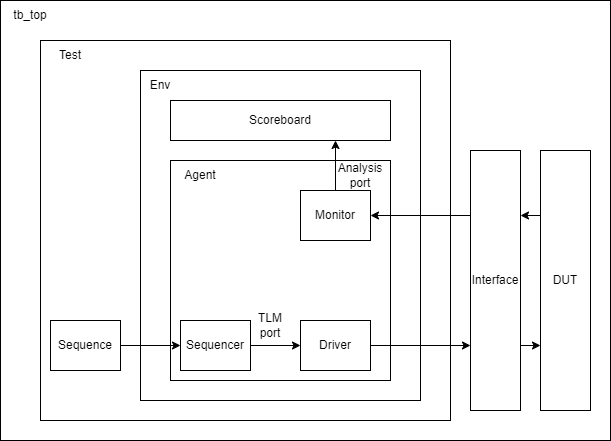 tb_top
Test
Env
Scoreboard
Agent
Analysis
port
Monitor
Interface
DUT
TLM
port
Sequence
Sequencer
Driver